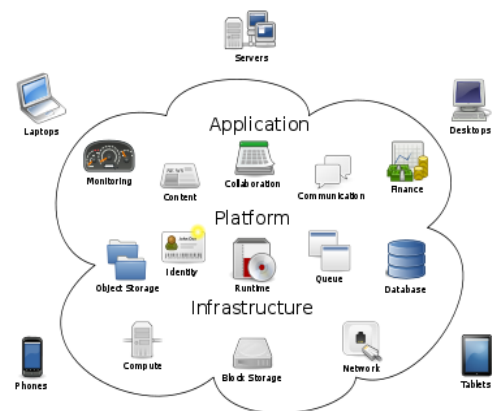 Servers
Laptops
Desktops
Application
Monitoring
Content
Collaboration
Communication
Finance
Platform
Object Storage
Identity
Runtime
Queue
Database
Infrastructure
Compute
Block Storage
Network
Phones
Tablets